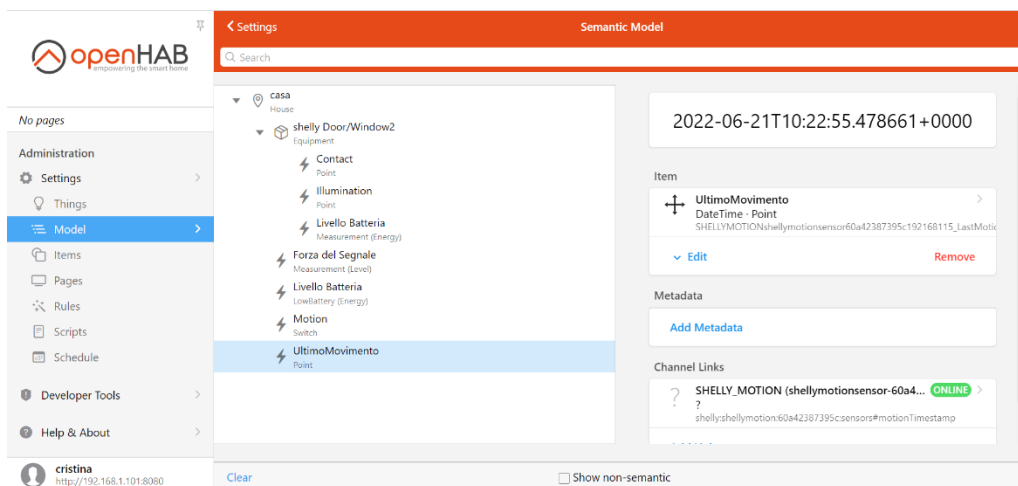 openHAB
empowering the smart home
No pages
Administration
Settings
Things
Model
Items
Pages
Rules
Scripts
Schedule
Developer Tools
Help & About
cristina
http://192.168.1.101:8080
Settings
Semantic Model
Search
casa
House
shelly Door/Window2
Equipment
Contact
Point
Illumination
Point
Livello Batteria
Measurement (Energy)
Forza del Segnale
Measurement (Level)
Livello Batteria
LowBattery (Energy)
Motion
Switch
UltimoMovimento
Point
2022-06-21T10:22:55.478661+0000
Item
UltimoMovimento
DateTime · Point
SHELLYMOTIONshellymotionsensor60a42387395c192168115_LastMotic
Edit
Remove
Metadata
Add Metadata
Channel Links
SHELLY_MOTION (shellymotionsensor-60a4... ONLINE
?
?
shelly:shellymotion:60a42387395c:sensors#motionTimestamp
Clear
Show non-semantic